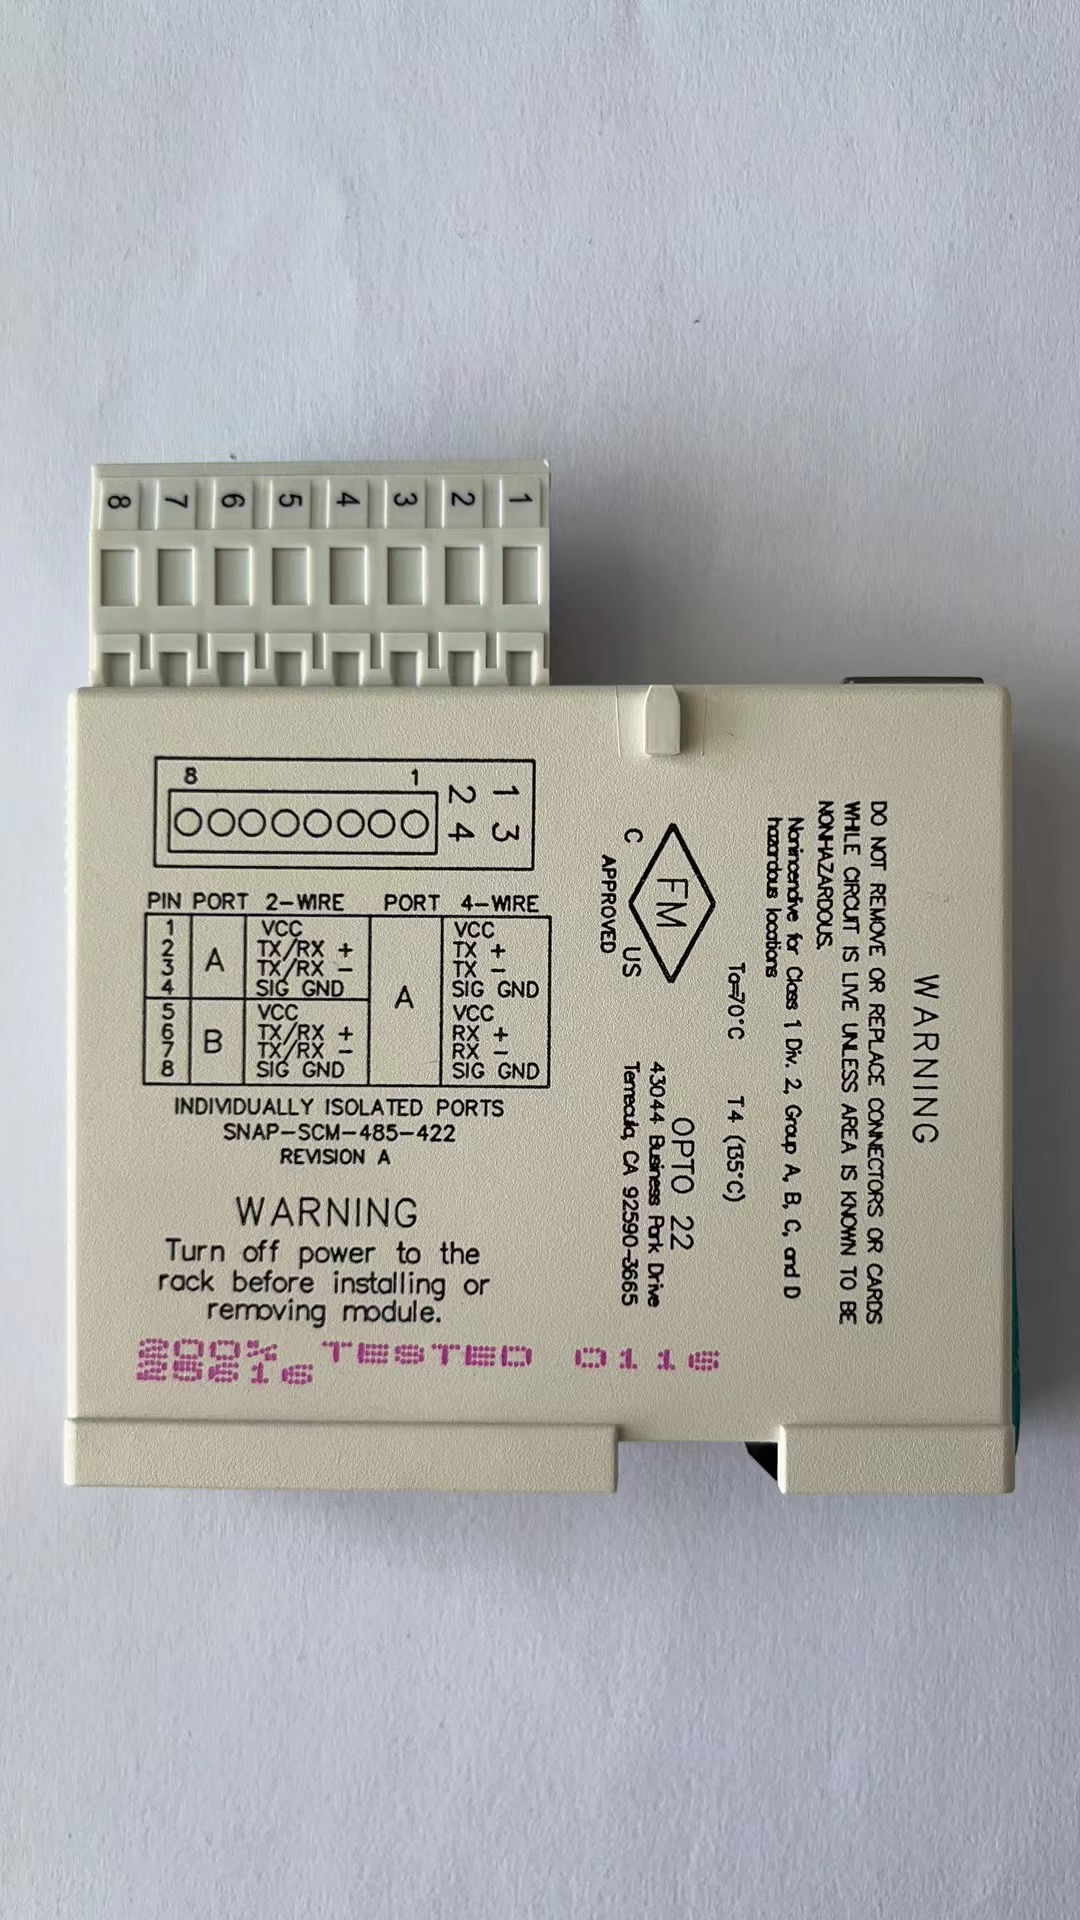 8 7 6 5 4 3 2 1
8 1 2 1
4 3
PIN PORT 2-WIRE PORT 4-WIRE
1 VCC VCC
2 A TX/RX + TX +
3 TX/RX - TX -
4 SIG GND A SIG GND
5 VCC VCC
6 B TX/RX + RX +
7 TX/RX - RX -
8 SIG GND SIG GND
INDIVIDUALLY ISOLATED PORTS
SNAP-SCM-485-422
REVISION A
WARNING
Turn off power to the
rack before installing or
removing module.
200% TESTED 0116
WARNING
DO NOT REMOVE OR REPLACE CONNECTORS OR CARDS
WHILE CIRCUIT IS LIVE UNLESS AREA IS KNOWN TO BE
NONHAZARDOUS.
Nonincendive for Class 1 Div. 2, Group A, B, C, and D
hazardous locations
Ta=70°C T4 (135°C)
FM
C US
APPROVED
OPTO 22
43044 Business Park Drive
Temecula, CA 92590-3665